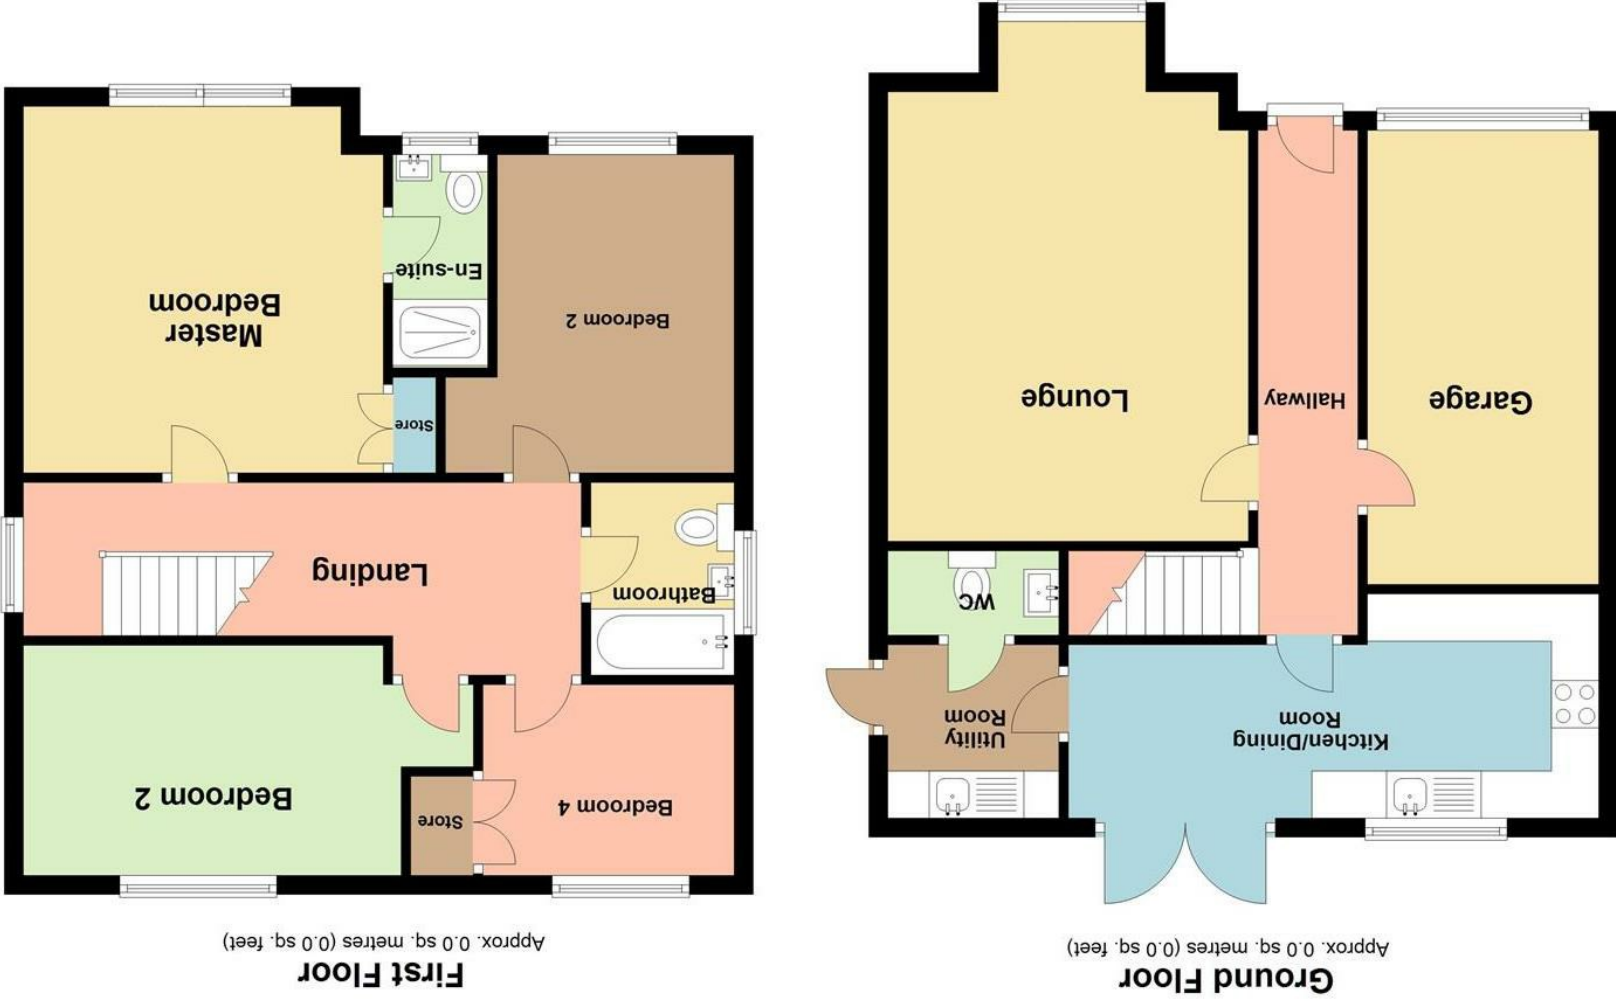 Ground Floor
Approx. 0.0 sq. metres (0.0 sq. feet)
Kitchen/Dining
Room
Utility
Room
WC
Garage
Hallway
Lounge
First Floor
Approx. 0.0 sq. metres (0.0 sq. feet)
Bedroom 4
Store
Bedroom 2
Bathroom
Landing
Store
Bedroom 2
Master
Bedroom
En-suite